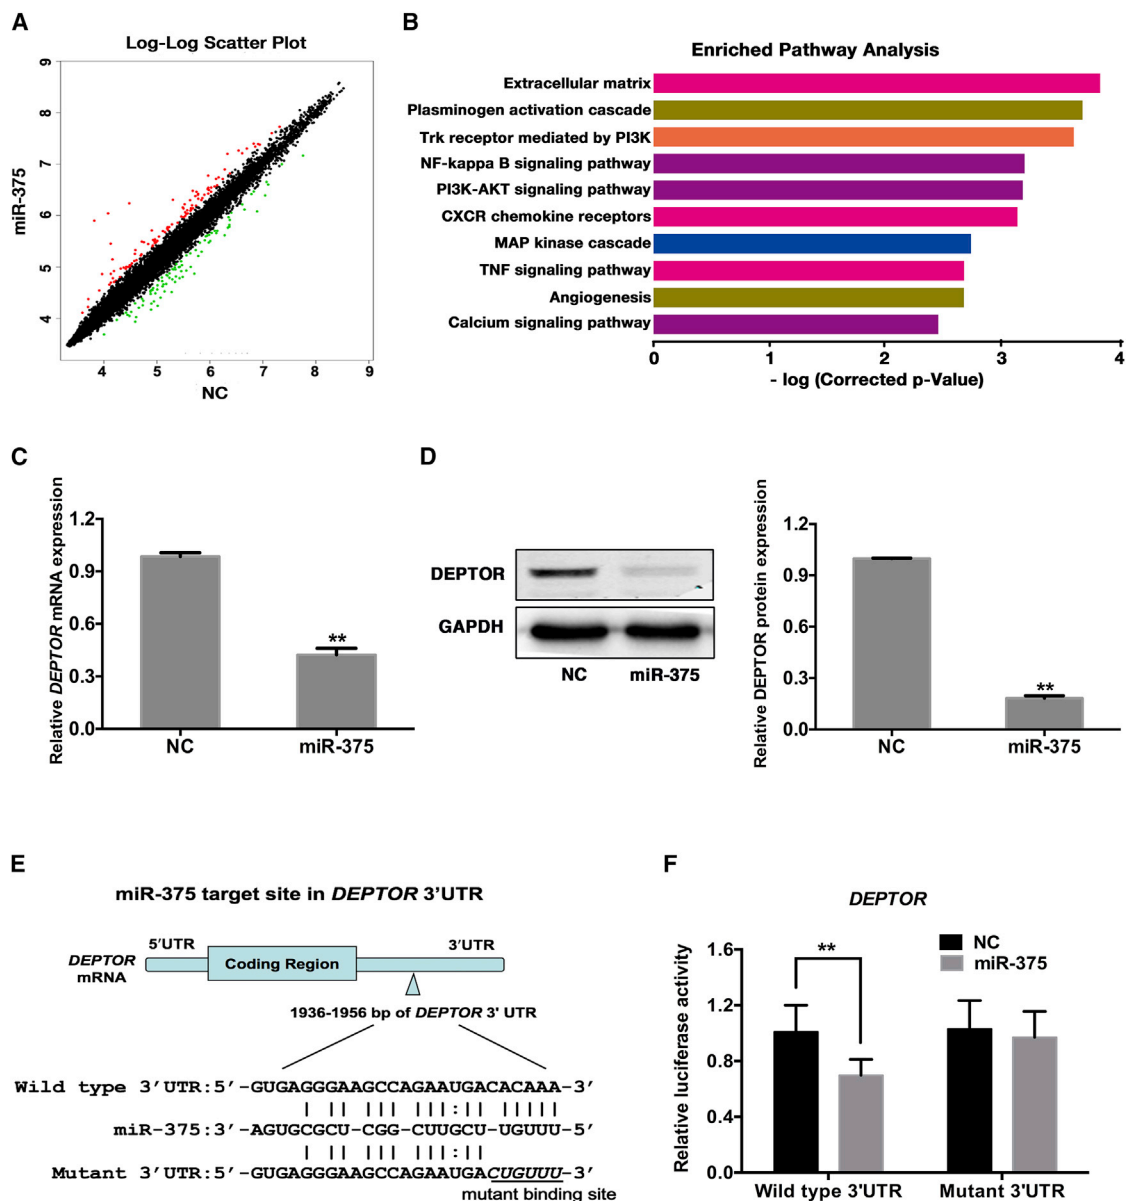 A
Log-Log Scatter Plot
9
8
7
6
5
4
miR-375
4 5 6 7 8 9
NC
B
Enriched Pathway Analysis
Extracellular matrix
Plasminogen activation cascade
Trk receptor mediated by PI3K
NF-kappa B signaling pathway
PI3K-AKT signaling pathway
CXCR chemokine receptors
MAP kinase cascade
TNF signaling pathway
Angiogenesis
Calcium signaling pathway
0 1 2 3 4
- log (Corrected p-Value)
C
Relative DEPTOR mRNA expression
1.2
0.9
0.6
0.3
0.0
**
NC miR-375
D
DEPTOR
GAPDH
NC miR-375
Relative DEPTOR protein expression
1.2
0.9
0.6
0.3
0.0
**
NC miR-375
E
miR-375 target site in DEPTOR 3'UTR
5'UTR 3'UTR
DEPTOR
mRNA
Coding Region
1936-1956 bp of DEPTOR 3' UTR
Wild type 3'UTR:5'-GUGAGGGAAGCCAGAAUGACACAAA-3'
miR-375:3'-AGUGCGCU-CGG-CUUGCU-UGUUU-5'
Mutant 3'UTR:5'-GUGAGGGAAGCCAGAAUGACUGUUU-3'
mutant binding site
F
DEPTOR
NC
miR-375
Relative luciferase activity
1.6
1.2
0.8
0.4
0.0
**
Wild type 3'UTR Mutant 3'UTR